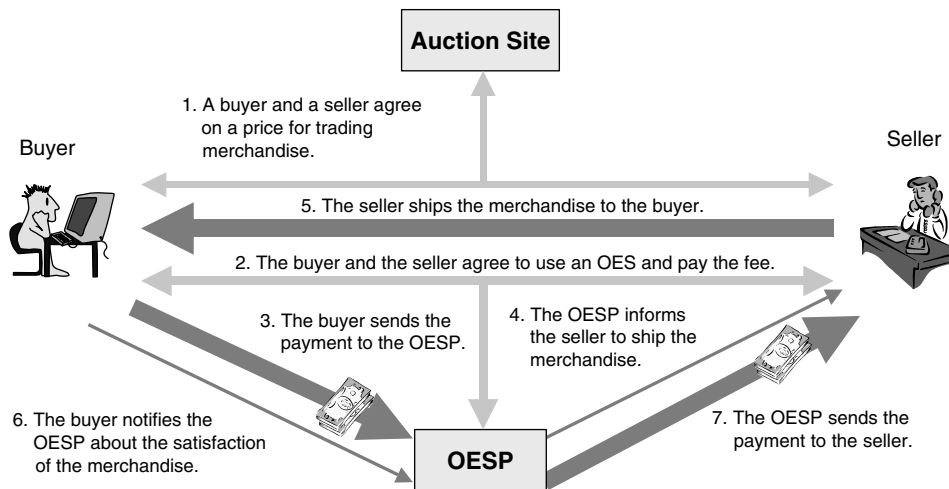 Auction Site
1. A buyer and a seller agree
on a price for trading
merchandise.
Buyer
Seller
5. The seller ships the merchandise to the buyer.
2. The buyer and the seller agree to use an OES and pay the fee.
3. The buyer sends the
payment to the OESP.
4. The OESP informs
the seller to ship the
merchandise.
6. The buyer notifies the
OESP about the satisfaction
of the merchandise.
7. The OESP sends the
payment to the seller.
OESP